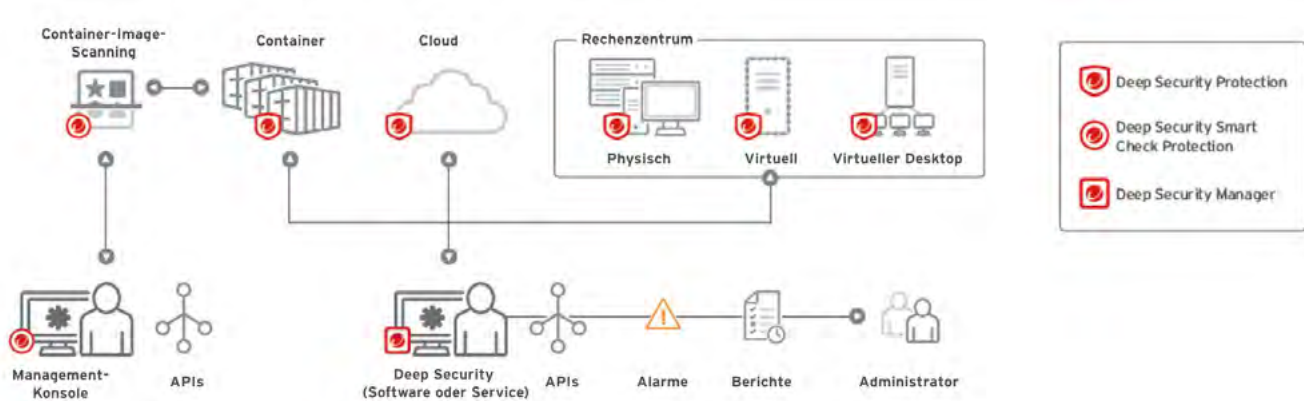 Container-Image-
Scanning
Container
Cloud
Rechenzentrum
Physisch
Virtuell
Virtueller Desktop
Deep Security Protection
Deep Security Smart
Check Protection
Deep Security Manager
Management-
Konsole
APIs
Deep Security
(Software oder Service)
APIs
Alarme
Berichte
Administrator